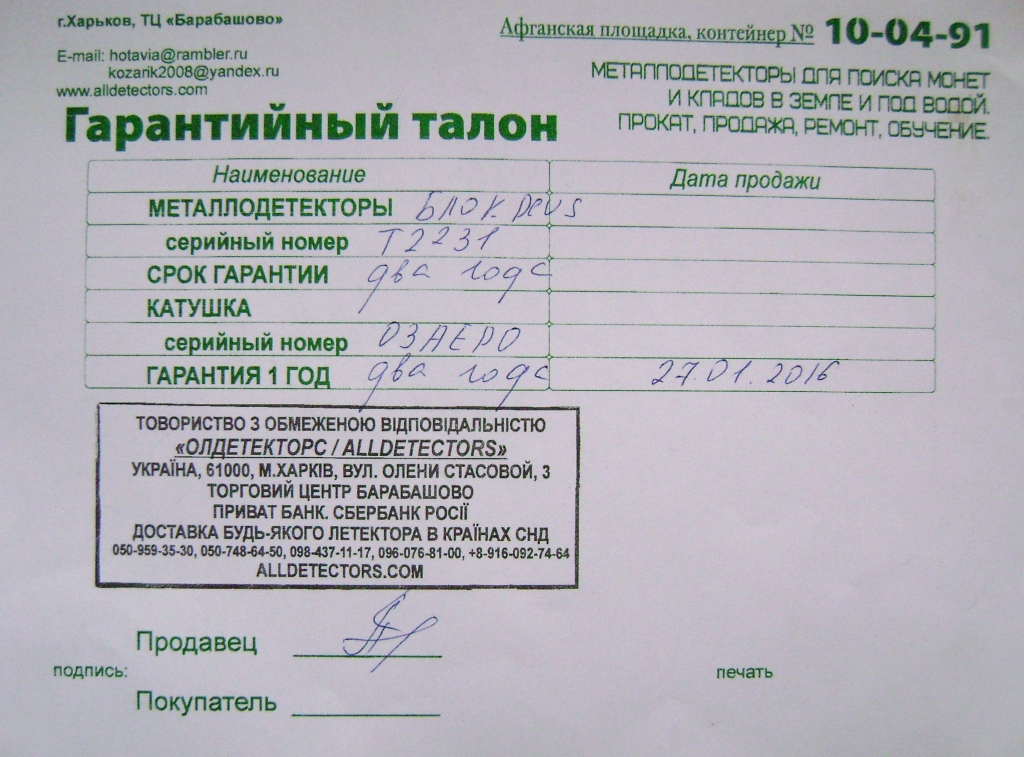 г.Харьков, ТЦ «Барабашово»
Афганская площадка, контейнер № 10-04-91
E-mail: hotavia@rambler.ru
kozarik2008@yandex.ru
www.alldetectors.com
МЕТАЛЛОДЕТЕКТОРЫ ДЛЯ ПОИСКА МОНЕТ
И КЛАДОВ В ЗЕМЛЕ И ПОД ВОДОЙ.
ПРОКАТ, ПРОДАЖА, РЕМОНТ, ОБУЧЕНИЕ.
Гарантийный талон
Наименование Дата продажи
МЕТАЛЛОДЕТЕКТОРЫ БЛОК Deus
серийный номер T2231
СРОК ГАРАНТИИ два года
КАТУШКА
серийный номер ОЗАЕРО
ГАРАНТИЯ 1 ГОД два года 27.01.2016
ТОВОРИСТВО З ОБМЕЖЕНОЮ ВІДПОВІДАЛЬНІСТЮ
«ОЛДЕТЕКТОРС / ALLDETECTORS»
УКРАЇНА, 61000, М.ХАРКІВ, ВУЛ. ОЛЕНИ СТАСОВОЙ, 3
ТОРГОВИЙ ЦЕНТР БАРАБАШОВО
ПРИВАТ БАНК. СБЕРБАНК РОСІЇ
ДОСТАВКА БУДЬ-ЯКОГО ЛЕТЕКТОРА В КРАЇНАХ СНД
050-959-35-30, 050-748-64-50, 098-437-11-17, 096-076-81-00, +8-916-092-74-64
ALLDETECTORS.COM
Продавец
подпись: печать
Покупатель